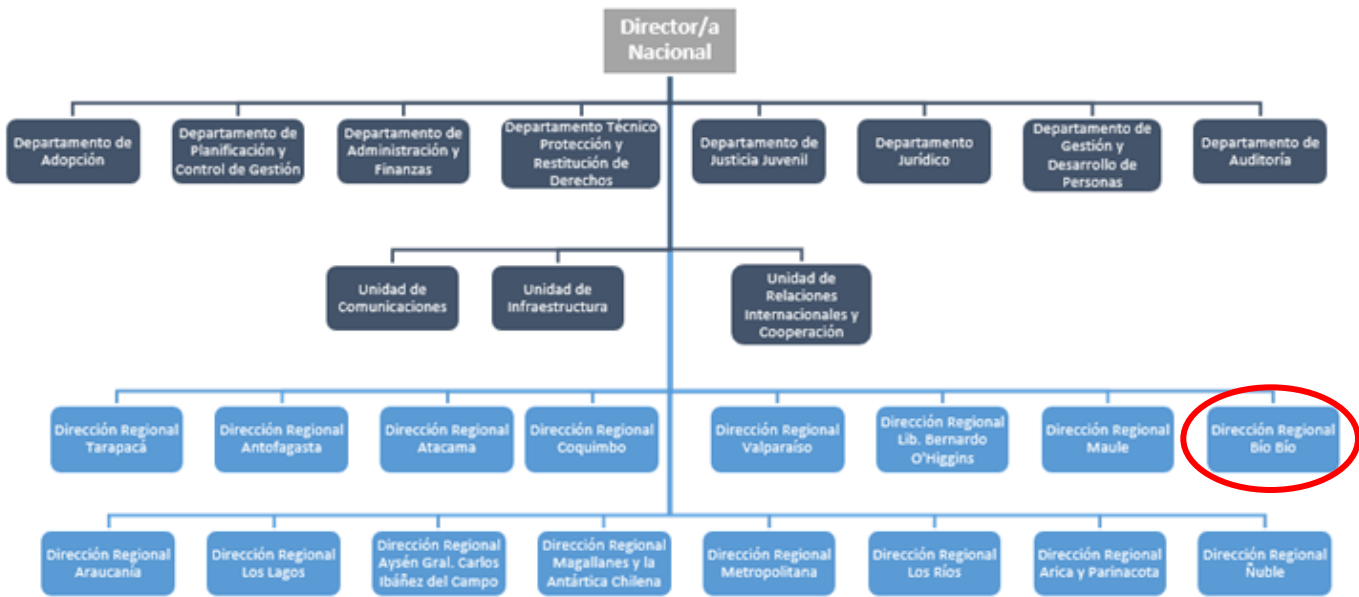 Director/a
Nacional
Departamento de
Adopción
Departamento de
Planificación y
Control de Gestión
Departamento de
Administración y
Finanzas
Departamento Técnico
Protección y
Restitución de
Derechos
Departamento de
Justicia Juvenil
Departamento
Jurídico
Departamento de
Gestión y
Desarrollo de
Personas
Departamento de
Auditoría
Unidad de
Comunicaciones
Unidad de
Infraestructura
Unidad de
Relaciones
Internacionales y
Cooperación
Dirección Regional
Tarapacá
Dirección Regional
Antofagasta
Dirección Regional
Atacama
Dirección Regional
Coquimbo
Dirección Regional
Valparaíso
Dirección Regional
Lib. Bernardo
O'Higgins
Dirección Regional
Maule
Dirección Regional
Bío Bío
Dirección Regional
Araucanía
Dirección Regional
Los Lagos
Dirección Regional
Aysén Gral. Carlos
Ibáñez del Campo
Dirección Regional
Magallanes y la
Antártica Chilena
Dirección Regional
Metropolitana
Dirección Regional
Los Ríos
Dirección Regional
Arica y Parinacota
Dirección Regional
Ñuble